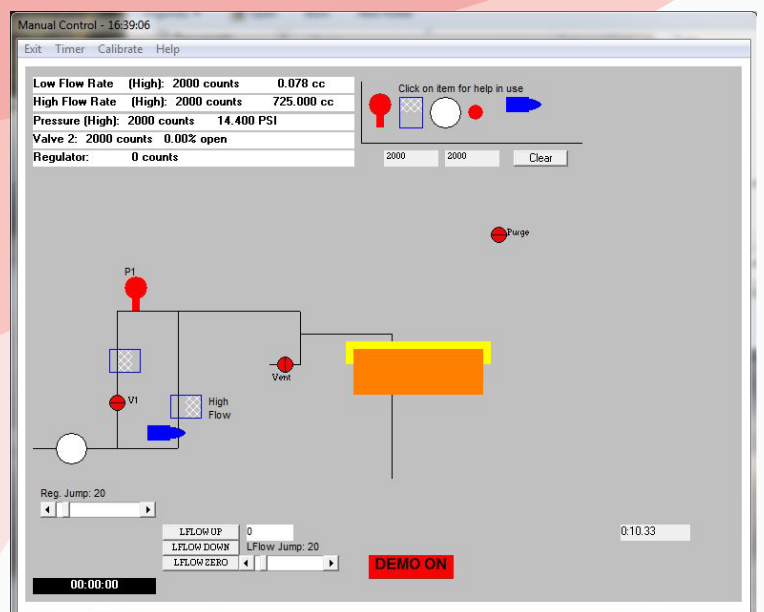 Manual Control - 16:39:06
Exit Timer Calibrate Help
Low Flow Rate (High): 2000 counts 0.078 cc
High Flow Rate (High): 2000 counts 725.000 cc
Pressure (High): 2000 counts 14.400 PSI
Valve 2: 2000 counts 0.00% open
Regulator: 0 counts
Click on item for help in use
2000 2000 Clear
Purge
P1
Vent
V1
High
Flow
Reg. Jump: 20
LFLOW UP 0
LFLOW DOWN LFlow Jump: 20
LFLOW ZERO
0:10.33
DEMO ON
00:00:00